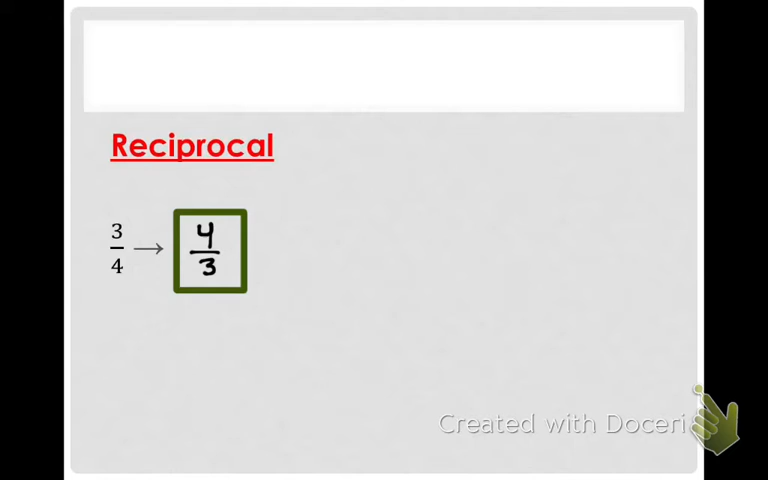 Reciprocal
3/4 → 4/3
Created with Doceri